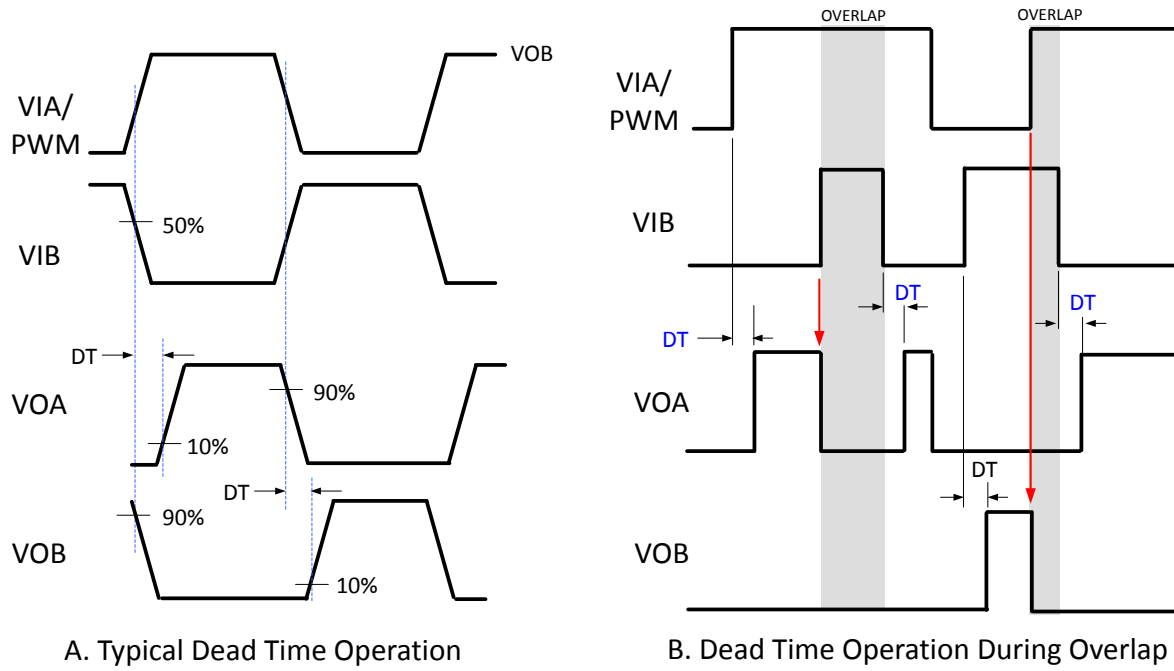 VOB
VIA/
PWM
50%
VIB
DT
VOA
90%
10%
DT
90%
VOB
10%
A. Typical Dead Time Operation
OVERLAP
OVERLAP
VIA/
PWM
VIB
DT
DT
DT
VOA
DT
VOB
B. Dead Time Operation During Overlap